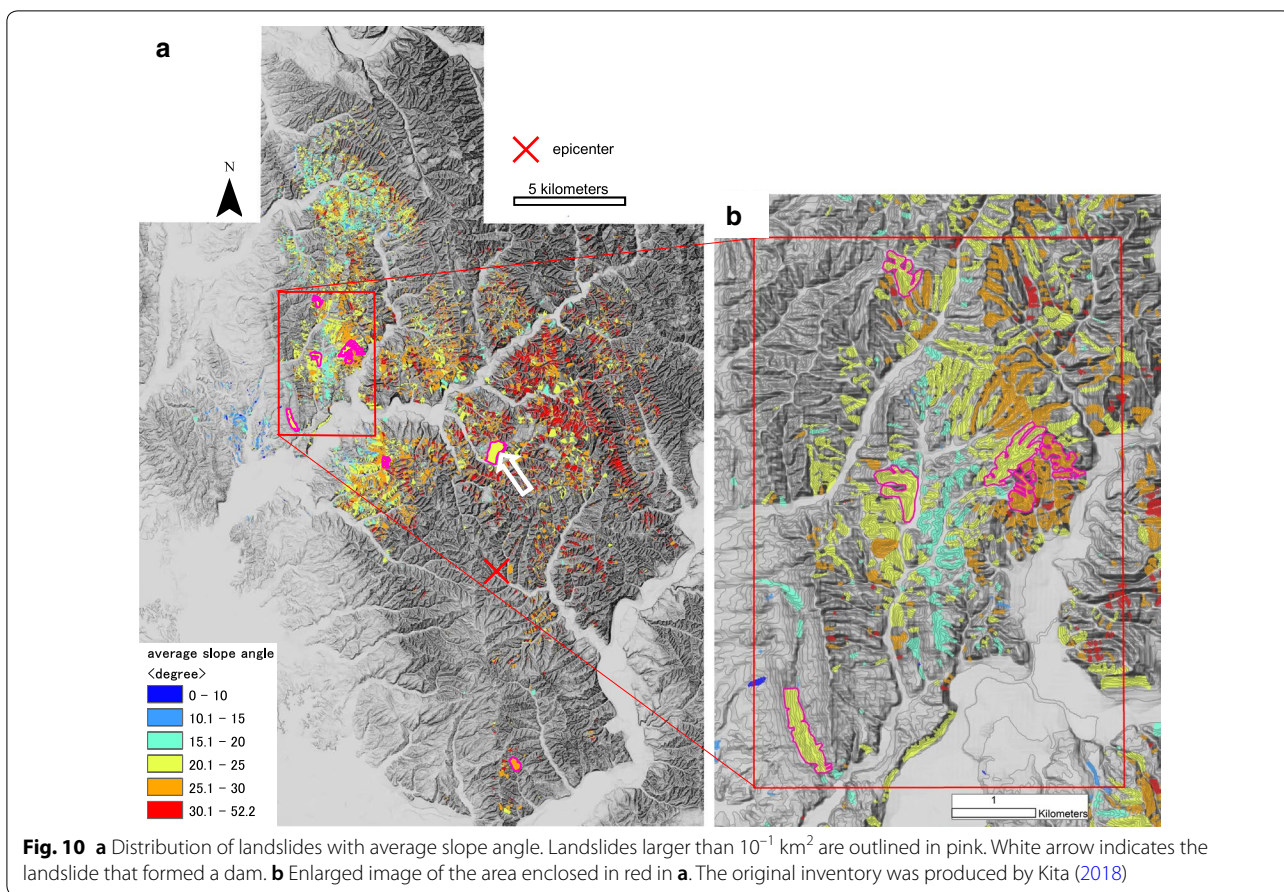 a
N
epicenter
5 kilometers
b
average slope angle
<degree>
0 – 10
10.1 – 15
15.1 – 20
20.1 – 25
25.1 – 30
30.1 – 52.2
1
Kilometers
Fig. 10 a Distribution of landslides with average slope angle. Landslides larger than 10⁻¹ km² are outlined in pink. White arrow indicates the
landslide that formed a dam. b Enlarged image of the area enclosed in red in a. The original inventory was produced by Kita (2018)